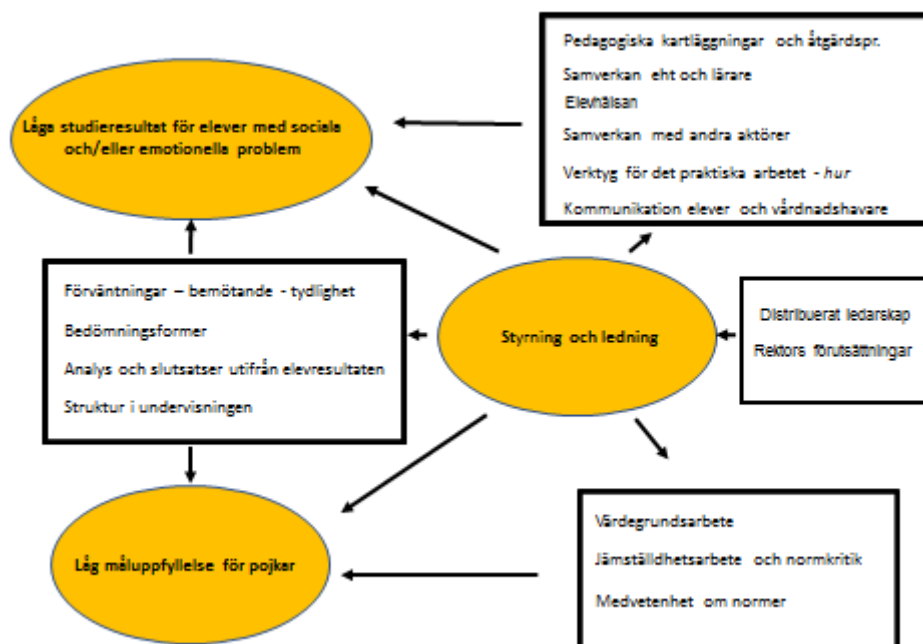 Pedagogiska kartläggningar och åtgärdspr.
Samverkan eht och lärare
Elevhälsan
Samverkan med andra aktörer
Verktyg för det praktiska arbetet - hur
Kommunikation elever och vårdnadshavare
Låga studieresultat för elever med sociala
och/eller emotionella problem
Förväntningar – bemötande - tydlighet
Bedömningsformer
Analys och slutsatser utifrån elevresultaten
Struktur i undervisningen
Styrning och ledning
Distribuerat ledarskap
Rektors förutsättningar
Låg måluppfyllelse för pojkar
Värdegrundsarbete
Jämställdhetsarbete och normkritik
Medvetenhet om normer